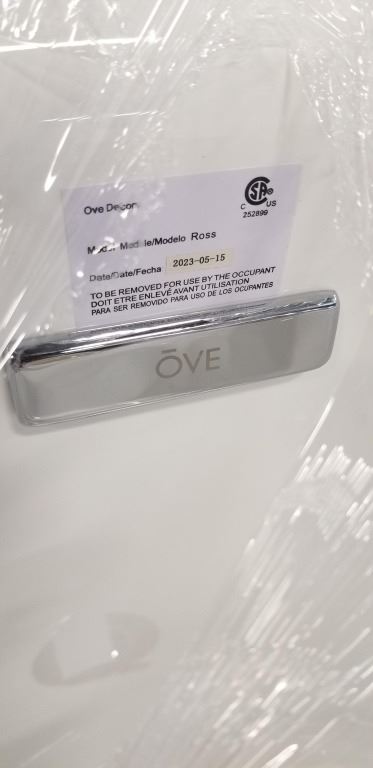 Ove Decors
C US
252899
Model/Modèle/Modelo Ross
Date/Date/Fecha 2023-05-15
TO BE REMOVED FOR USE BY THE OCCUPANT
DOIT ETRE ENLEVÉ AVANT UTILISATION
PARA SER REMOVIDO PARA USO DE LOS OCUPANTES
ŌVE